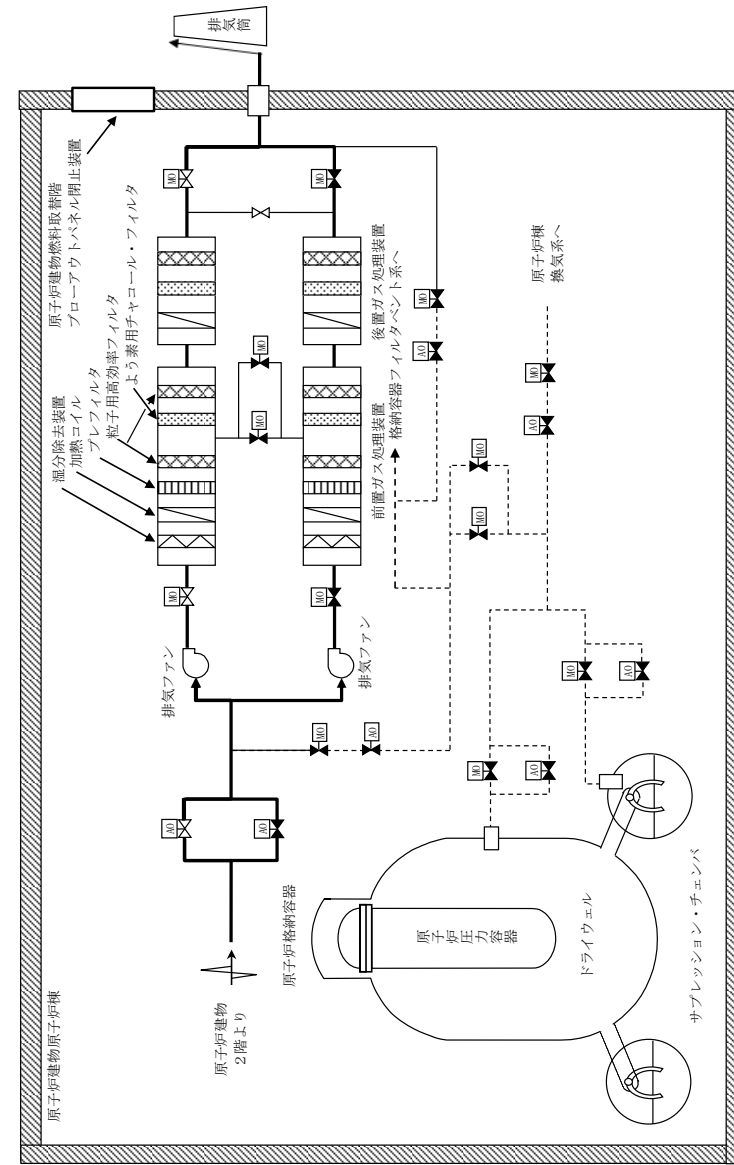 排気筒
原子炉建物燃料取替階
ブローアウトパネル閉止装置
湿分除去装置
加熱コイル
プレフィルタ
粒子用高効率フィルタ
よう素用チャコール・フィルタ
MO
MO
MO
MO
MO
MO
前置ガス処理装置
後置ガス処理装置
格納容器フィルタベント系へ
排気ファン
排気ファン
AO
AO
MO
AO
AO
MO
MO
MO
AO
MO
原子炉棟
換気系へ
MO
AO
MO
AO
原子炉建物原子炉棟
原子炉建物
2階より
原子炉格納容器
原子炉圧力容器
ドライウェル
サプレッション・チェンバ